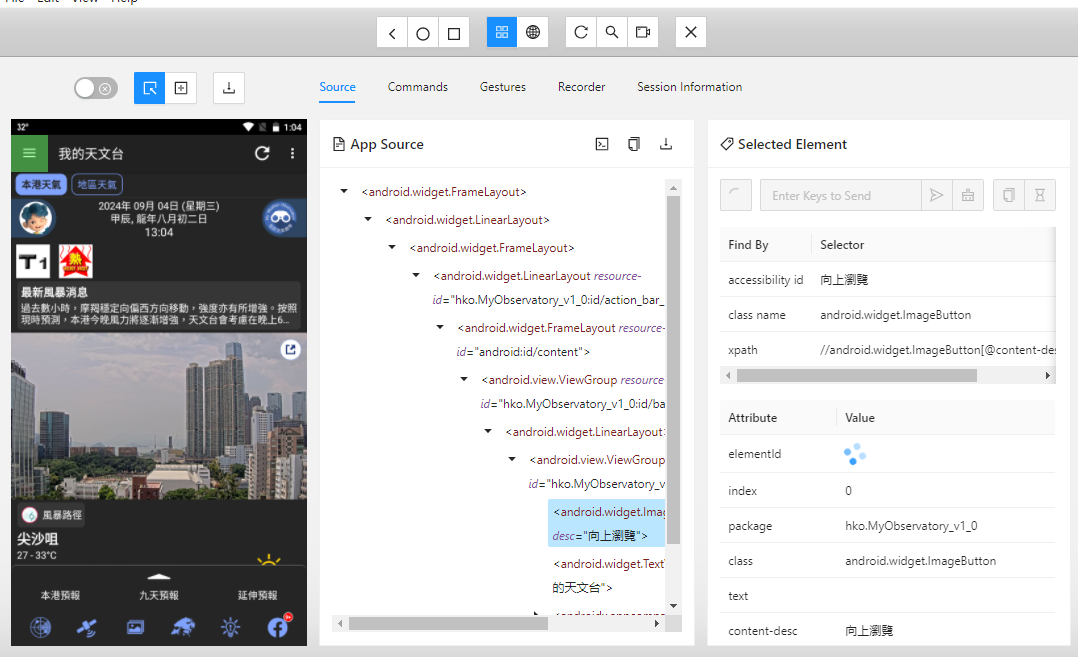 File Edit View Help
Source
Commands
Gestures
Recorder
Session Information
32°
1:04
我的天文台
本港天氣
地區天氣
2024年 09月 04日 (星期三)
甲辰, 龍年八月初二日
13:04
T1
熱
VERY HOT
最新風暴消息
過去數小時，摩羯穩定向偏西方向移動，強度亦有所增強。按照
現時預測，本港今晚風力將逐漸增強，天文台會考慮在晚上6...
風暴路徑
尖沙咀
27 - 33°C
本港預報
九天預報
延伸預報
9+
App Source
<android.widget.FrameLayout>
<android.widget.LinearLayout>
<android.widget.FrameLayout>
<android.widget.LinearLayout resource-
id="hko.MyObservatory_v1_0:id/action_bar_
<android.widget.FrameLayout resource-
id="android:id/content">
<android.view.ViewGroup resource
id="hko.MyObservatory_v1_0:id/ba
<android.widget.LinearLayout
<android.view.ViewGroup
id="hko.MyObservatory_v
<android.widget.Ima
desc="向上瀏覽">
<android.widget.Text
的天文台">
Selected Element
Enter Keys to Send
Find By
Selector
accessibility id
向上瀏覽
class name
android.widget.ImageButton
xpath
//android.widget.ImageButton[@content-des
Attribute
Value
elementId
index
0
package
hko.MyObservatory_v1_0
class
android.widget.ImageButton
text
content-desc
向上瀏覽